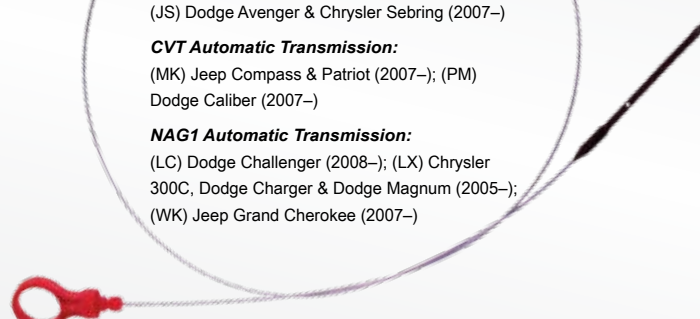 (JS) Dodge Avenger & Chrysler Sebring (2007–)
CVT Automatic Transmission:
(MK) Jeep Compass & Patriot (2007–); (PM)
Dodge Caliber (2007–)
NAG1 Automatic Transmission:
(LC) Dodge Challenger (2008–); (LX) Chrysler
300C, Dodge Charger & Dodge Magnum (2005–);
(WK) Jeep Grand Cherokee (2007–)